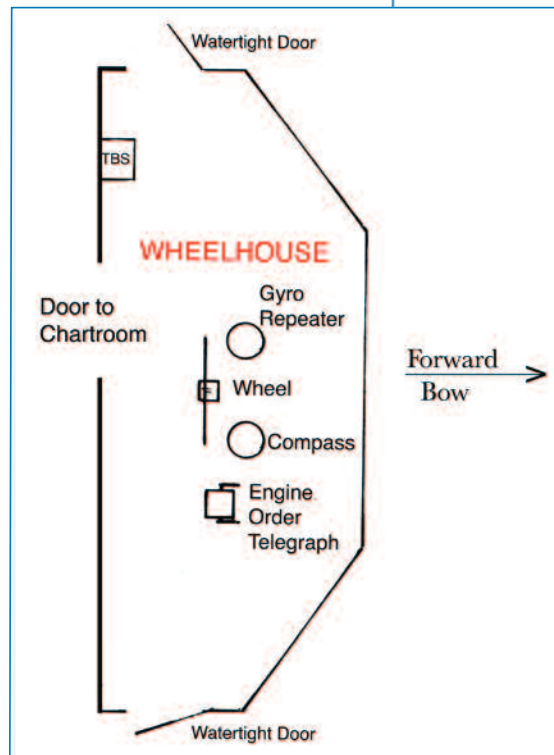 Watertight Door
TBS
WHEELHOUSE
Gyro
Repeater
Door to
Chartroom
Forward
Bow
Wheel
Compass
Engine
Order
Telegraph
Watertight Door